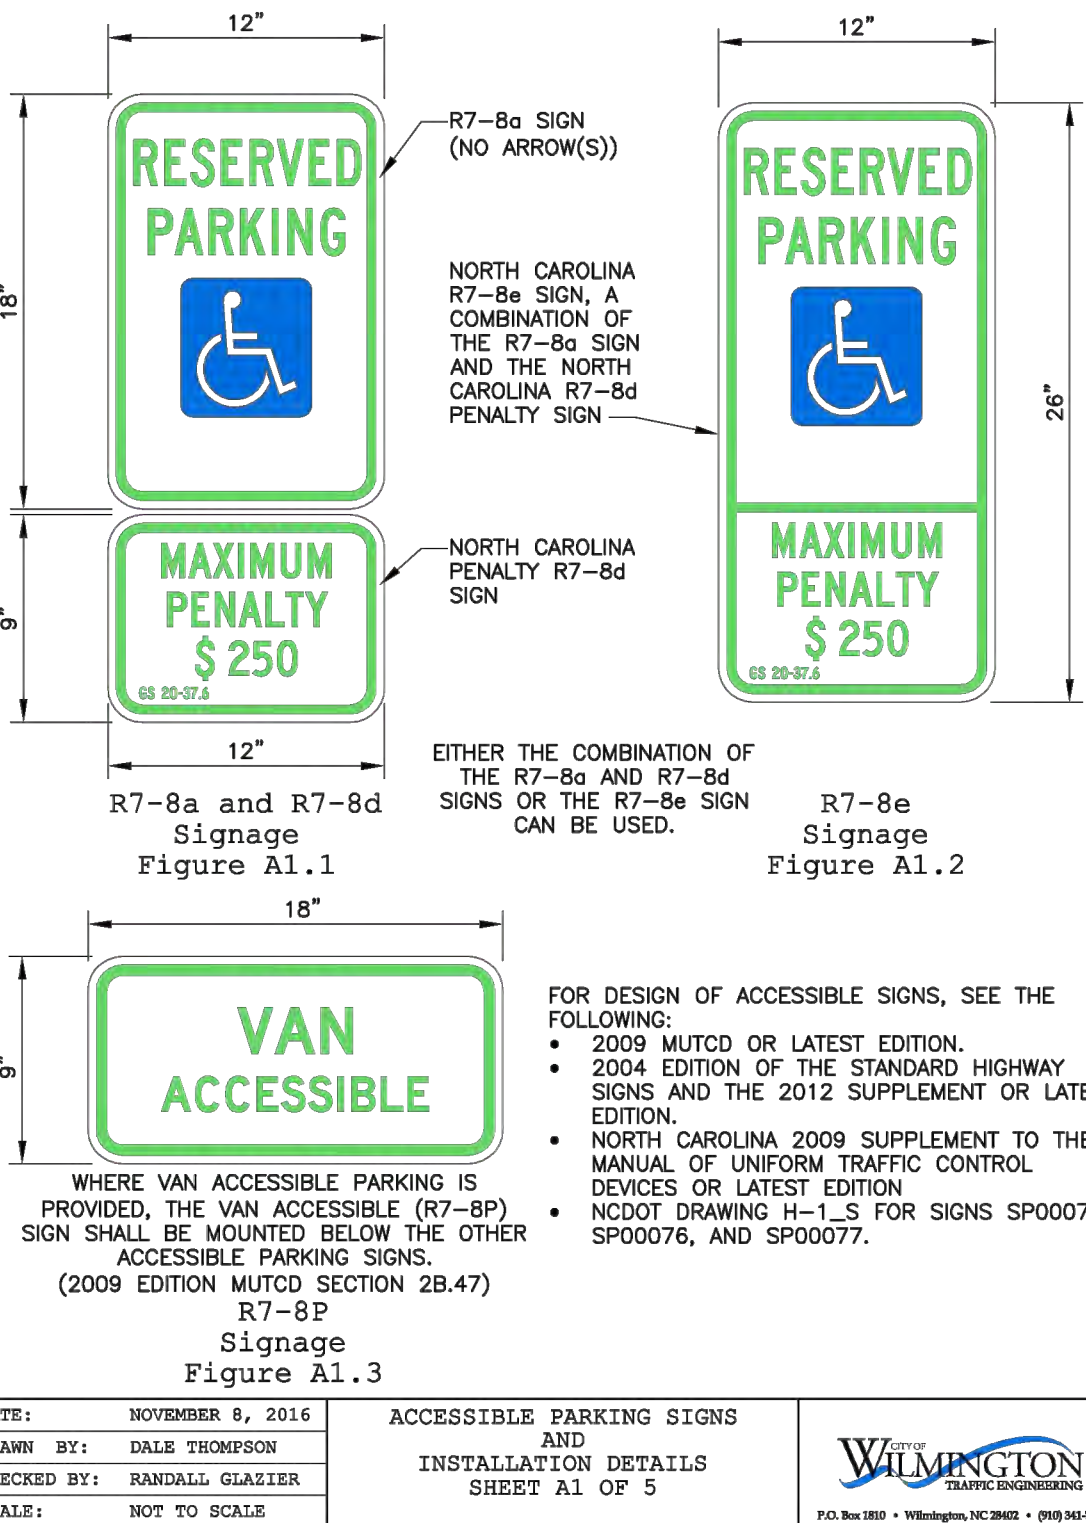 12"
12"
R7-8a SIGN
(NO ARROW(S))
RESERVED
PARKING
18"
NORTH CAROLINA
R7-8e SIGN, A
COMBINATION OF
THE R7-8a SIGN
AND THE NORTH
CAROLINA R7-8d
PENALTY SIGN
RESERVED
PARKING
26"
MAXIMUM
PENALTY
$ 250
GS 20-37.6
9"
NORTH CAROLINA
PENALTY R7-8d
SIGN
MAXIMUM
PENALTY
$ 250
GS 20-37.6
12"
R7-8a and R7-8d
Signage
Figure A1.1
EITHER THE COMBINATION OF
THE R7-8a AND R7-8d
SIGNS OR THE R7-8e SIGN
CAN BE USED.
R7-8e
Signage
Figure A1.2
18"
9"
VAN
ACCESSIBLE
WHERE VAN ACCESSIBLE PARKING IS
PROVIDED, THE VAN ACCESSIBLE (R7-8P)
SIGN SHALL BE MOUNTED BELOW THE OTHER
ACCESSIBLE PARKING SIGNS.
(2009 EDITION MUTCD SECTION 2B.47)
R7-8P
Signage
Figure A1.3
FOR DESIGN OF ACCESSIBLE SIGNS, SEE THE
FOLLOWING:
• 2009 MUTCD OR LATEST EDITION.
• 2004 EDITION OF THE STANDARD HIGHWAY
SIGNS AND THE 2012 SUPPLEMENT OR
EDITION.
• NORTH CAROLINA 2009 SUPPLEMENT TO THE
MANUAL OF UNIFORM TRAFFIC CONTROL
DEVICES OR LATEST EDITION
• NCDOT DRAWING H-1_S FOR SIGNS
SP00076, AND SP00077.
NOVEMBER 8, 2016
BY: DALE THOMPSON
BY: RANDALL GLAZIER
NOT TO SCALE
ACCESSIBLE PARKING SIGNS
AND
INSTALLATION DETAILS
SHEET A1 OF 5
CITY OF
WILMINGTON
TRAFFIC ENGINEERING
P.O. Box 1810 • Wilmington, NC 28402 • (910)